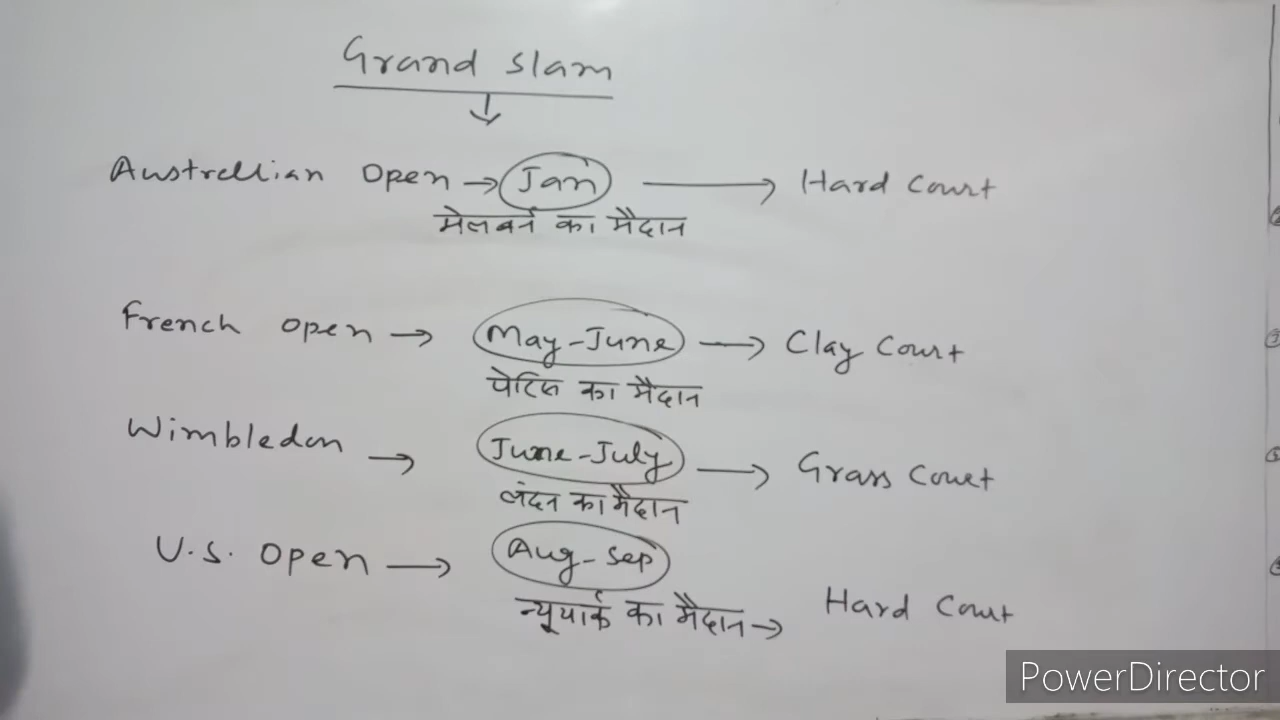 Grand Slam
Austrellian Open → Jan → Hard Court
मेलबर्न का मैदान
French Open → May-June → Clay Court
पेरिस का मैदान
Wimbledon → June-July → Grass Court
लंदन का मैदान
U.S. Open → Aug-Sep
न्यूयार्क का मैदान → Hard Court
PowerDirector